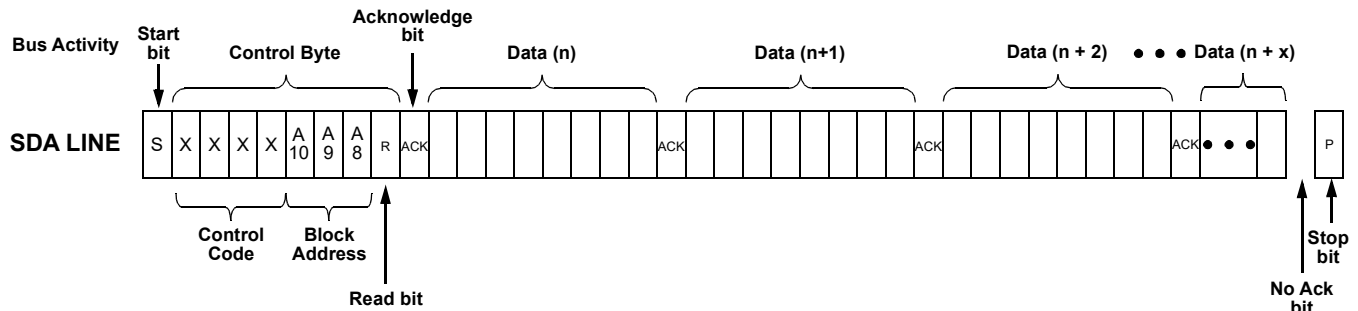 Bus Activity
Start
bit
Control Byte
Acknowledge
bit
Data (n)
Data (n+1)
Data (n + 2)
• • •
Data (n + x)
SDA LINE
S
X
X
X
X
A
10
A
9
A
8
R
ACK
ACK
ACK
ACK
• • •
P
Control
Code
Block
Address
Read bit
No Ack
bit
Stop
bit